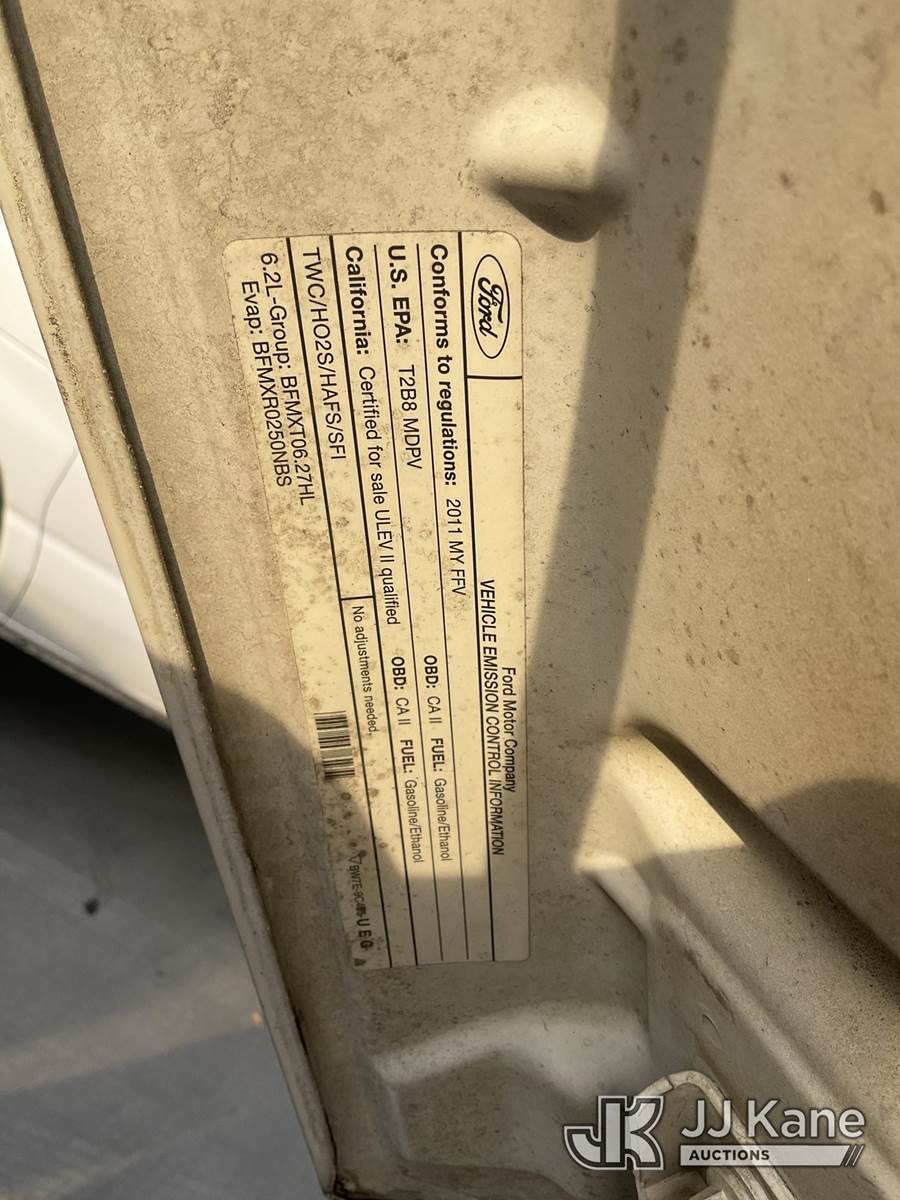 Ford
Ford Motor Company
VEHICLE EMISSION CONTROL INFORMATION
Conforms to regulations: 2011 MY FFV
U.S. EPA: T2B8 MDPV OBD: CA II FUEL: Gasoline/Ethanol
California: Certified for sale ULEV II qualified OBD: CA II FUEL: Gasoline/Ethanol
TWC/HO2S/HAFS/SFI
No adjustments needed.
6.2L-Group: BFMXT06.27HL
Evap: BFMXR0250NBS
UEG
JK JJ Kane
AUCTIONS